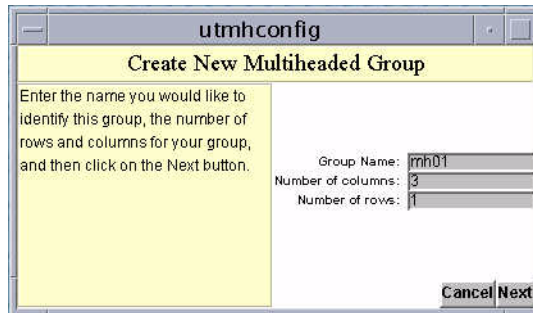 utmhconfig
Create New Multiheaded Group
Enter the name you would like to
identify this group, the number of
rows and columns for your group,
and then click on the Next button.
Group Name: mh01
Number of columns: 3
Number of rows: 1
Cancel Next